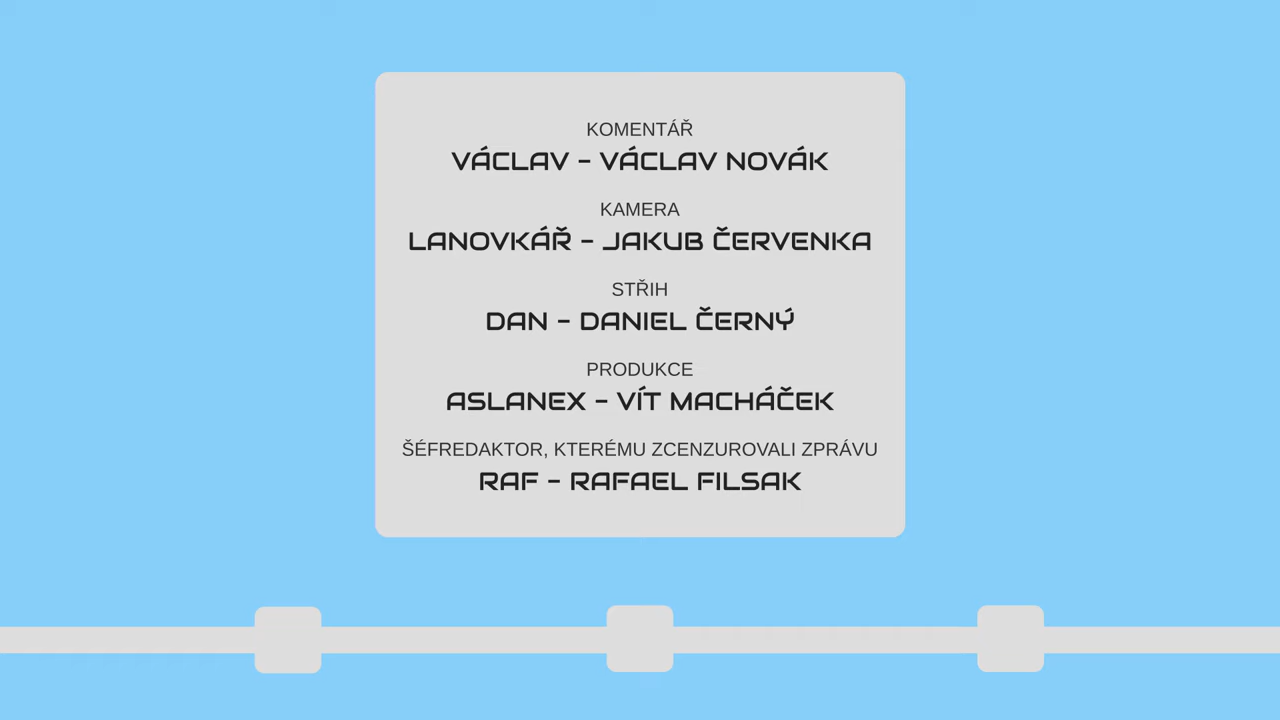 KOMENTÁŘ
VÁCLAV – VÁCLAV NOVÁK
KAMERA
LANOVKÁŘ – JAKUB ČERVENKA
STŘIH
DAN – DANIEL ČERNÝ
PRODUKCE
ASLANEX – VÍT MACHÁČEK
ŠÉFREDAKTOR, KTERÉMU ZCENZUROVALI ZPRÁVU
RAF – RAFAEL FILSAK